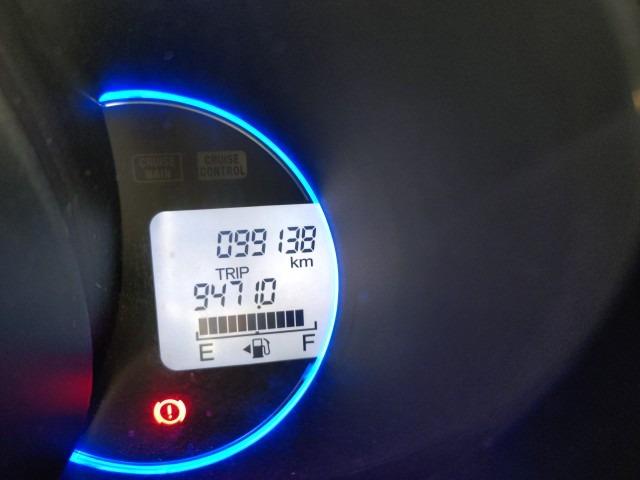 CRUISE MAIN
CRUISE CONTROL
099138
km
TRIP
9471.0
E F